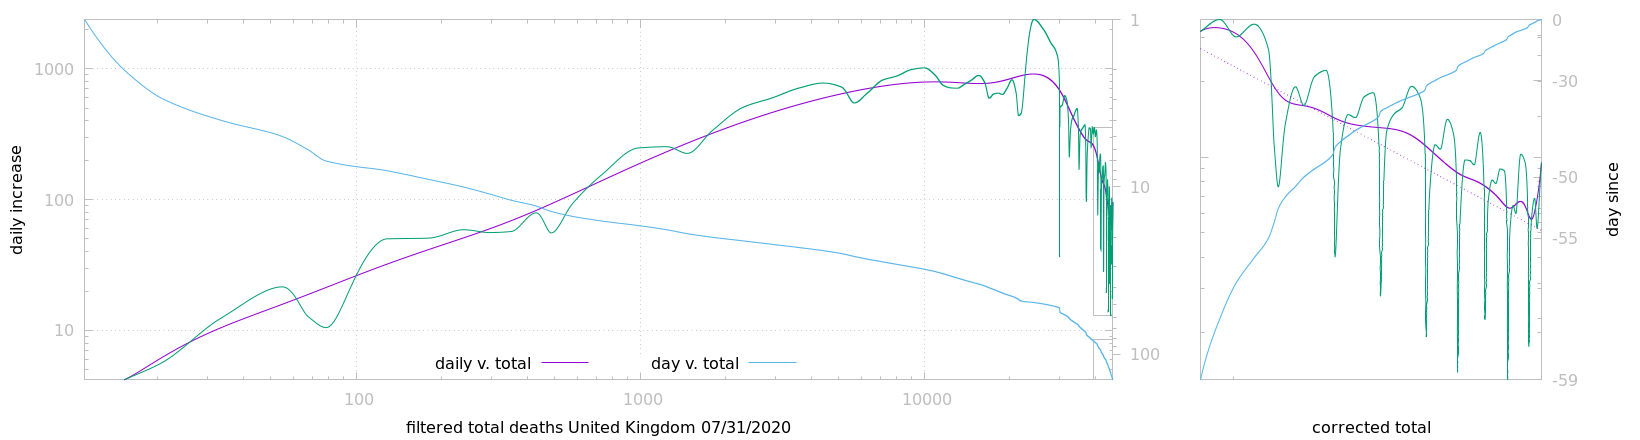 1000
100
10
daily increase
daily v. total
day v. total
100
1000
10000
filtered total deaths United Kingdom 07/31/2020
1
10
100
0
-30
-50
-55
-59
day since
corrected total